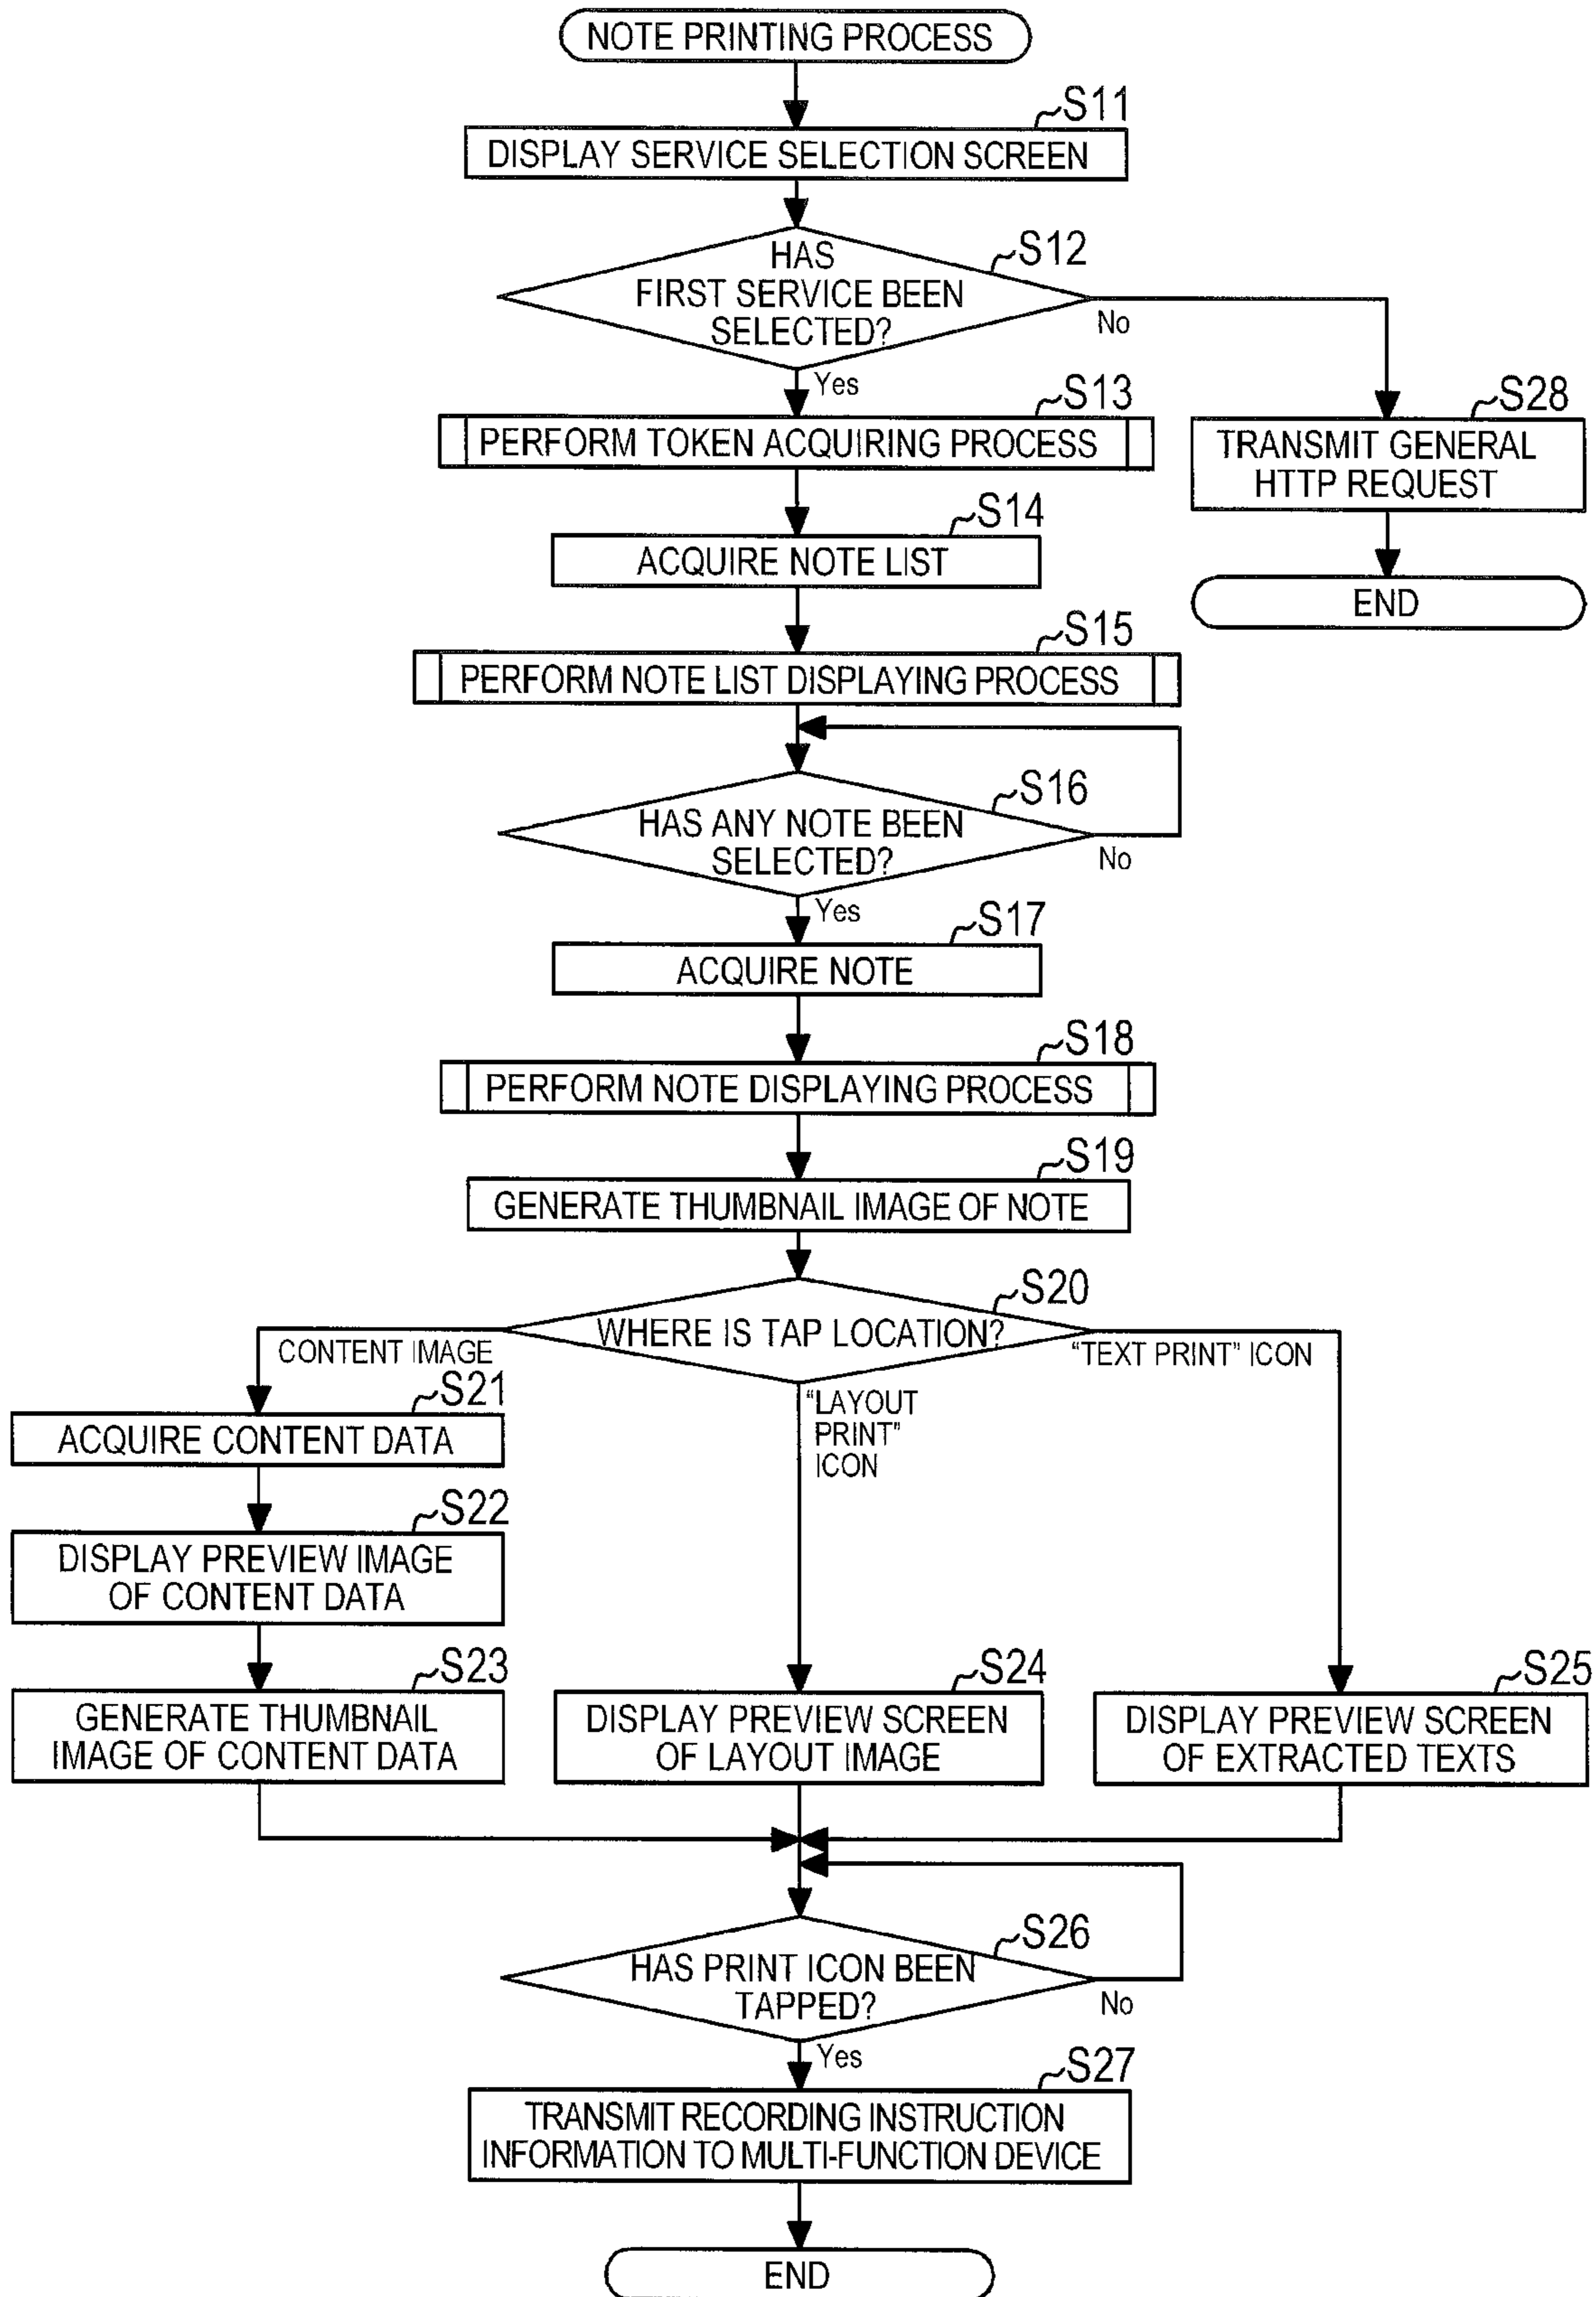 NOTE PRINTING PROCESS
S11
DISPLAY SERVICE SELECTION SCREEN
S12
HAS
FIRST SERVICE BEEN
SELECTED?
No
Yes
S13
PERFORM TOKEN ACQUIRING PROCESS
S28
TRANSMIT GENERAL
HTTP REQUEST
S14
ACQUIRE NOTE LIST
END
S15
PERFORM NOTE LIST DISPLAYING PROCESS
S16
HAS ANY NOTE BEEN
SELECTED?
No
Yes
S17
ACQUIRE NOTE
S18
PERFORM NOTE DISPLAYING PROCESS
S19
GENERATE THUMBNAIL IMAGE OF NOTE
S20
WHERE IS TAP LOCATION?
CONTENT IMAGE
"TEXT PRINT" ICON
"LAYOUT
PRINT"
ICON
S21
ACQUIRE CONTENT DATA
S22
DISPLAY PREVIEW IMAGE
OF CONTENT DATA
S23
GENERATE THUMBNAIL
IMAGE OF CONTENT DATA
S24
DISPLAY PREVIEW SCREEN
OF LAYOUT IMAGE
S25
DISPLAY PREVIEW SCREEN
OF EXTRACTED TEXTS
S26
HAS PRINT ICON BEEN
TAPPED?
No
Yes
S27
TRANSMIT RECORDING INSTRUCTION
INFORMATION TO MULTI-FUNCTION DEVICE
END